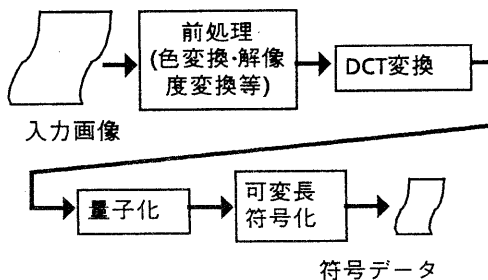 前処理
(色変換･解像
度変換等)
DCT変換
入力画像
量子化
可変長
符号化
符号データ